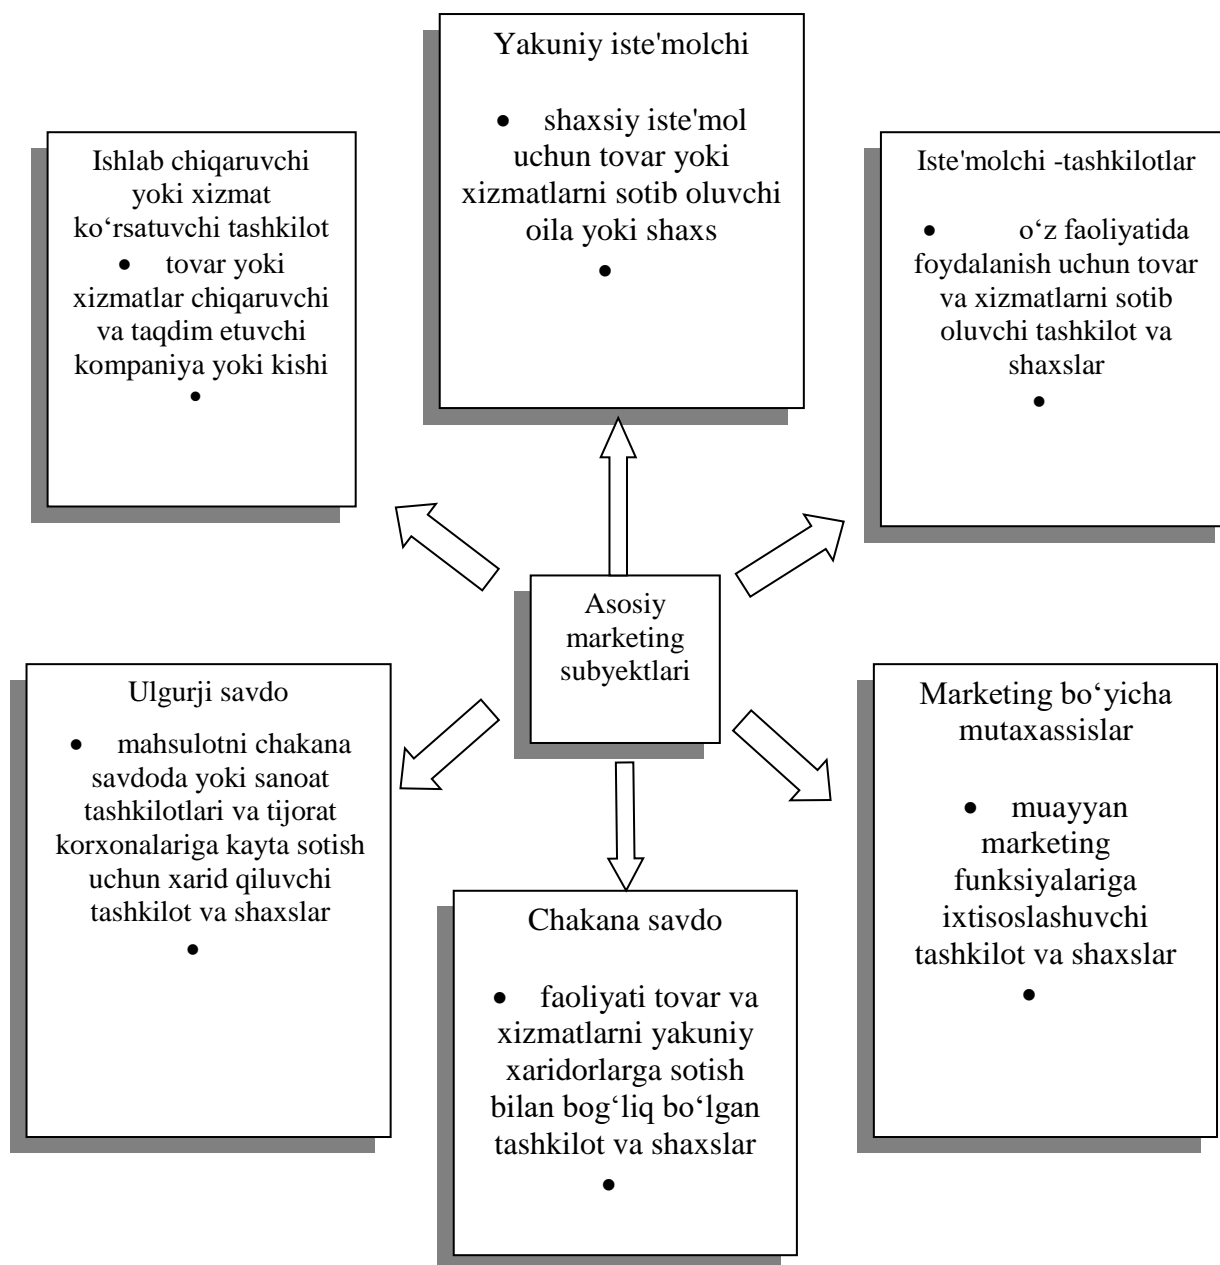 Yakuniy iste'molchi
• shaxsiy iste'mol
uchun tovar yoki
xizmatlarni sotib oluvchi
oila yoki shaxs
•
Ishlab chiqaruvchi
yoki xizmat
ko‘rsatuvchi tashkilot
• tovar yoki
xizmatlar chiqaruvchi
va taqdim etuvchi
kompaniya yoki kishi
•
Iste'molchi -tashkilotlar
• o‘z faoliyatida
foydalanish uchun tovar
va xizmatlarni sotib
oluvchi tashkilot va
shaxslar
•
Asosiy
marketing
subyektlari
Ulgurji savdo
• mahsulotni chakana
savdoda yoki sanoat
tashkilotlari va tijorat
korxonalariga kayta sotish
uchun xarid qiluvchi
tashkilot va shaxslar
•
Marketing bo‘yicha
mutaxassislar
• muayyan
marketing
funksiyalariga
ixtisoslashuvchi
tashkilot va shaxslar
•
Chakana savdo
• faoliyati tovar va
xizmatlarni yakuniy
xaridorlarga sotish
bilan bog‘liq bo‘lgan
tashkilot va shaxslar
•